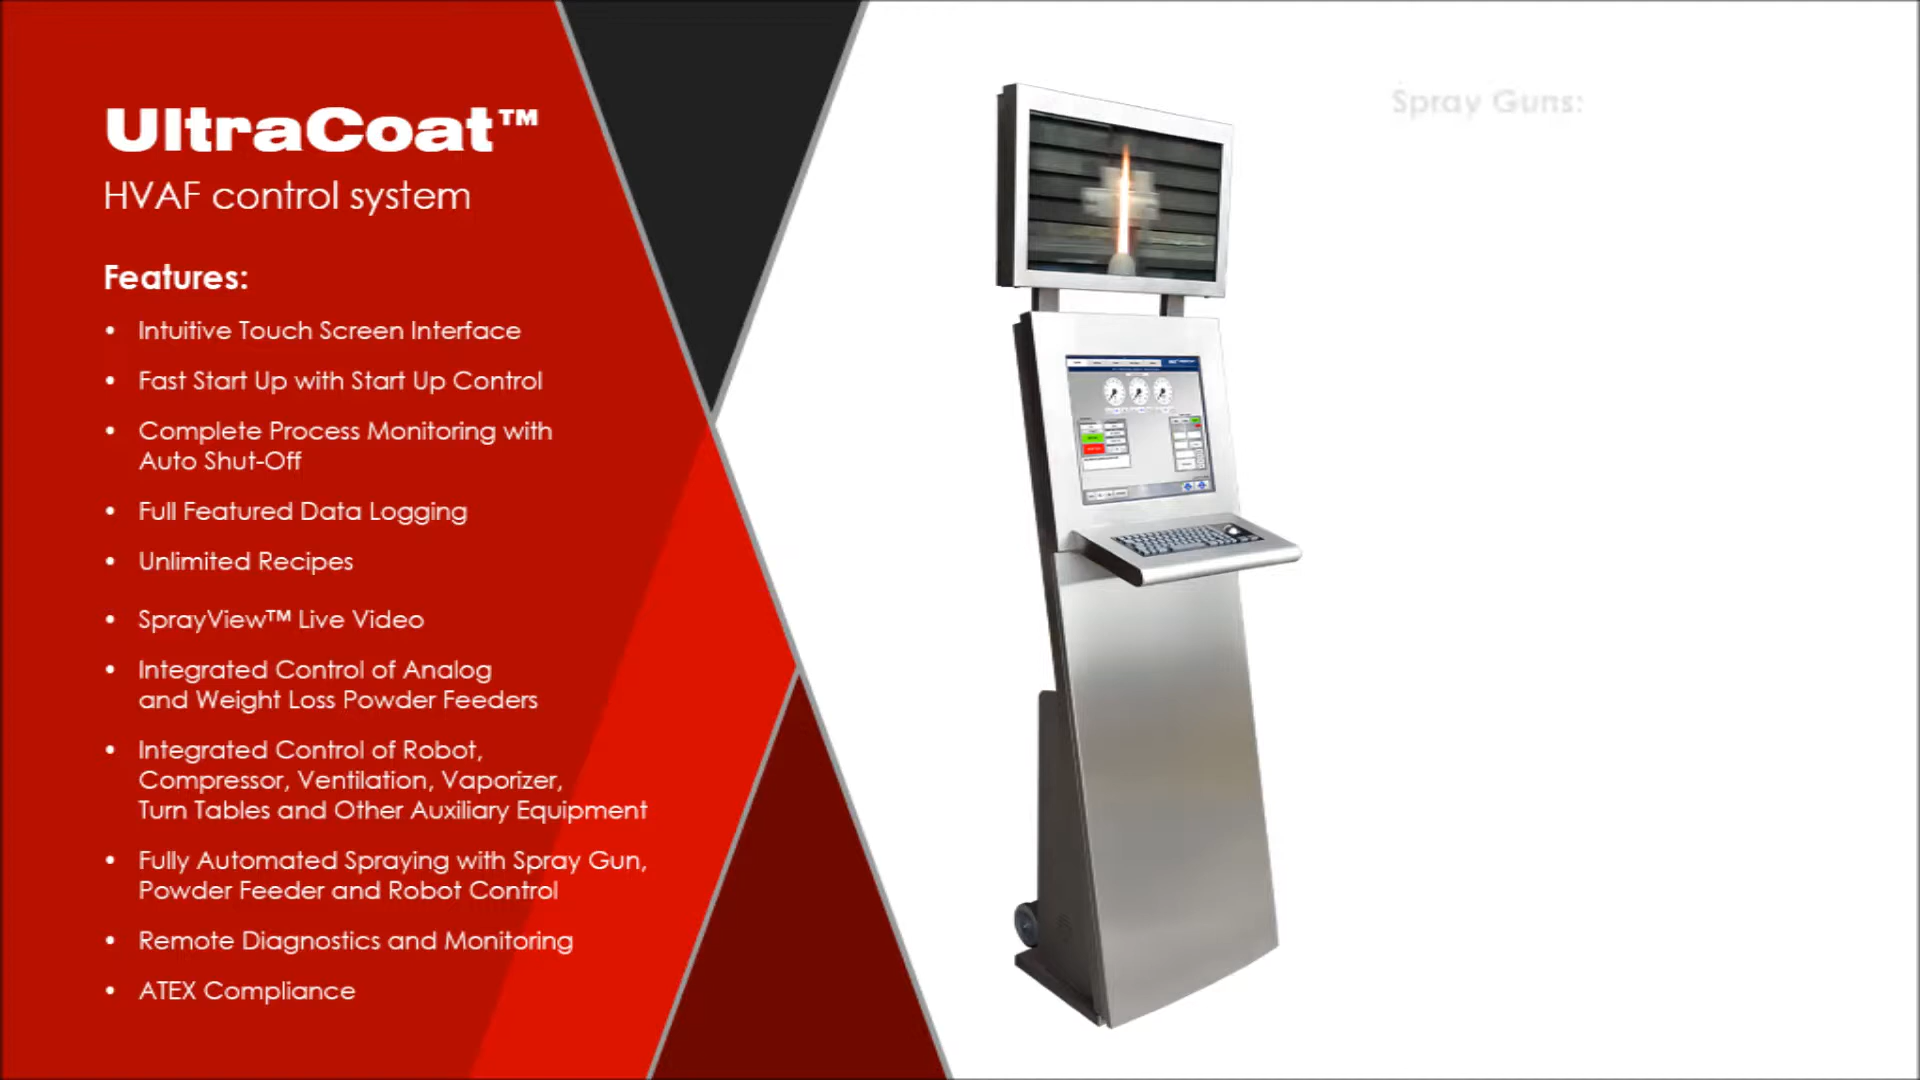 UltraCoat™
HVAF control system
Features:
• Intuitive Touch Screen Interface
• Fast Start Up with Start Up Control
• Complete Process Monitoring with
Auto Shut-Off
• Full Featured Data Logging
• Unlimited Recipes
• SprayView™ Live Video
• Integrated Control of Analog
and Weight Loss Powder Feeders
• Integrated Control of Robot,
Compressor, Ventilation, Vaporizer,
Turn Tables and Other Auxiliary Equipment
• Fully Automated Spraying with Spray Gun,
Powder Feeder and Robot Control
• Remote Diagnostics and Monitoring
• ATEX Compliance
Spray Guns: